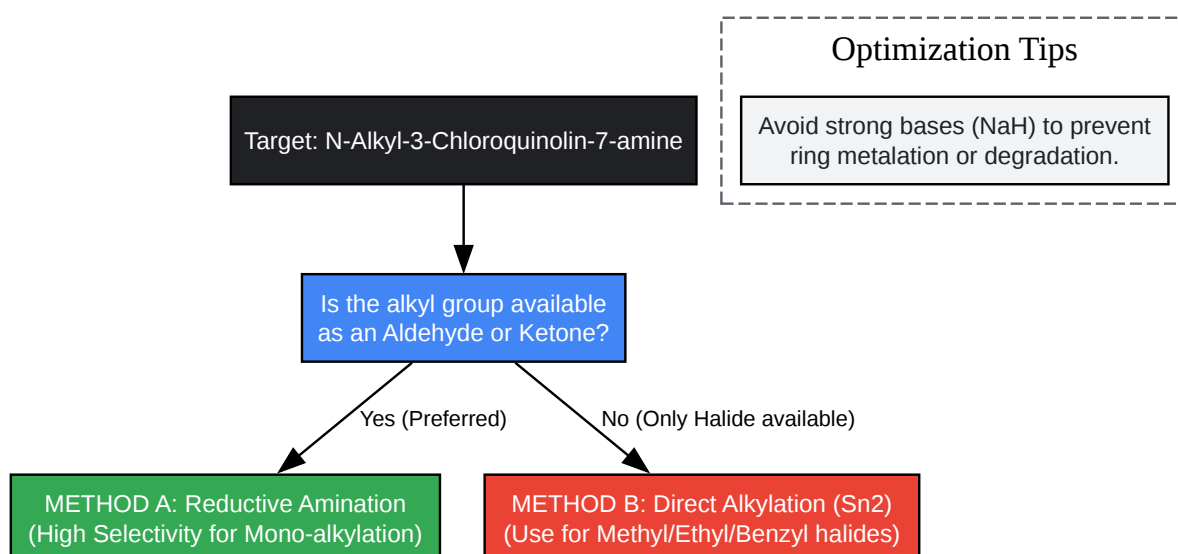 Optimization Tips
Target: N-Alkyl-3-Chloroquinolin-7-amine
Avoid strong bases (NaH) to prevent
ring metalation or degradation.
Is the alkyl group available
as an Aldehyde or Ketone?
Yes (Preferred)
No (Only Halide available)
METHOD A: Reductive Amination
(High Selectivity for Mono-alkylation)
METHOD B: Direct Alkylation (Sn2)
(Use for Methyl/Ethyl/Benzyl halides)